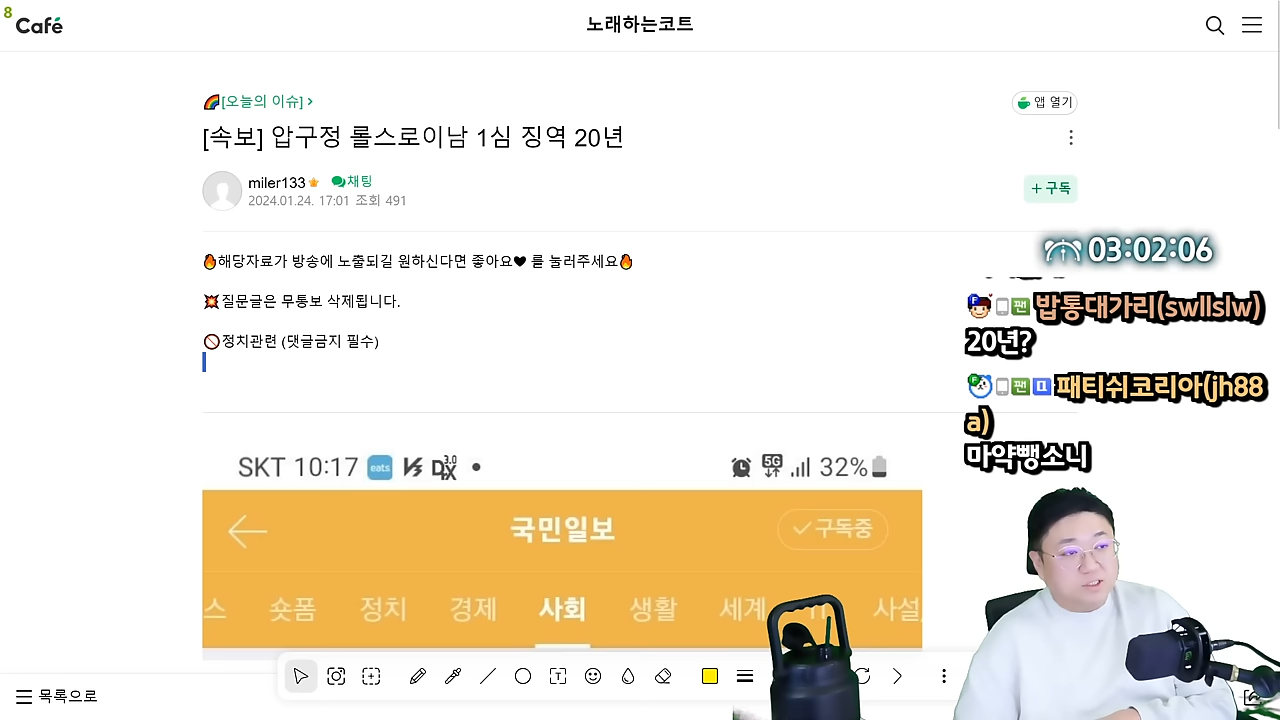 8
Café
노래하는코트
[오늘의 이슈]
앱 열기
[속보] 압구정 롤스로이남 1심 징역 20년
miler133 채팅
2024.01.24. 17:01 조회 491
+ 구독
해당자료가 방송에 노출되길 원하신다면 좋아요♥ 를 눌러주세요
03:02:06
질문글은 무통보 삭제됩니다.
밥통대가리(swllslw)
20년?
정치관련 (댓글금지 필수)
팬 패티쉬코리아(jh88
a)
마약뺑소니
SKT 10:17 eats
5G 32%
국민일보
구독중
스 숏폼 정치 경제 사회 생활 세계 사설
목록으로